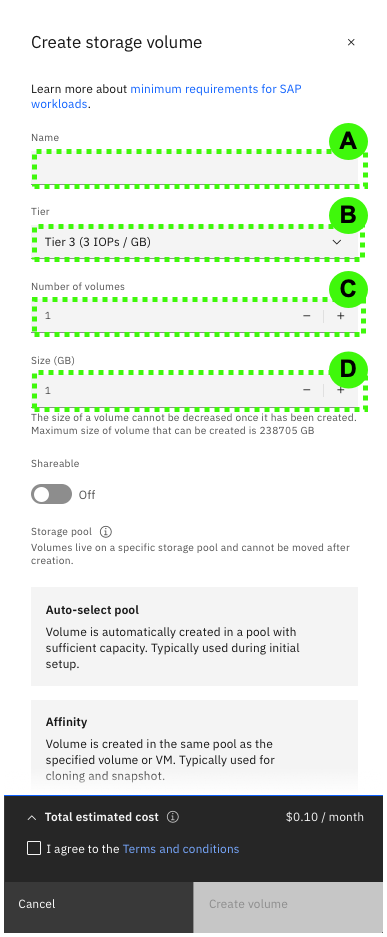 Create storage volume
Learn more about minimum requirements for SAP
workloads.
Name
A
Tier
B
Tier 3 (3 IOPs / GB)
Number of volumes
C
1
Size (GB)
D
1
The size of a volume cannot be decreased once it has been created.
Maximum size of volume that can be created is 238705 GB
Shareable
Off
Storage pool
Volumes live on a specific storage pool and cannot be moved after
creation.
Auto-select pool
Volume is automatically created in a pool with
sufficient capacity. Typically used during initial
setup.
Affinity
Volume is created in the same pool as the
specified volume or VM. Typically used for
cloning and snapshot.
Total estimated cost $0.10 / month
I agree to the Terms and conditions
Cancel Create volume